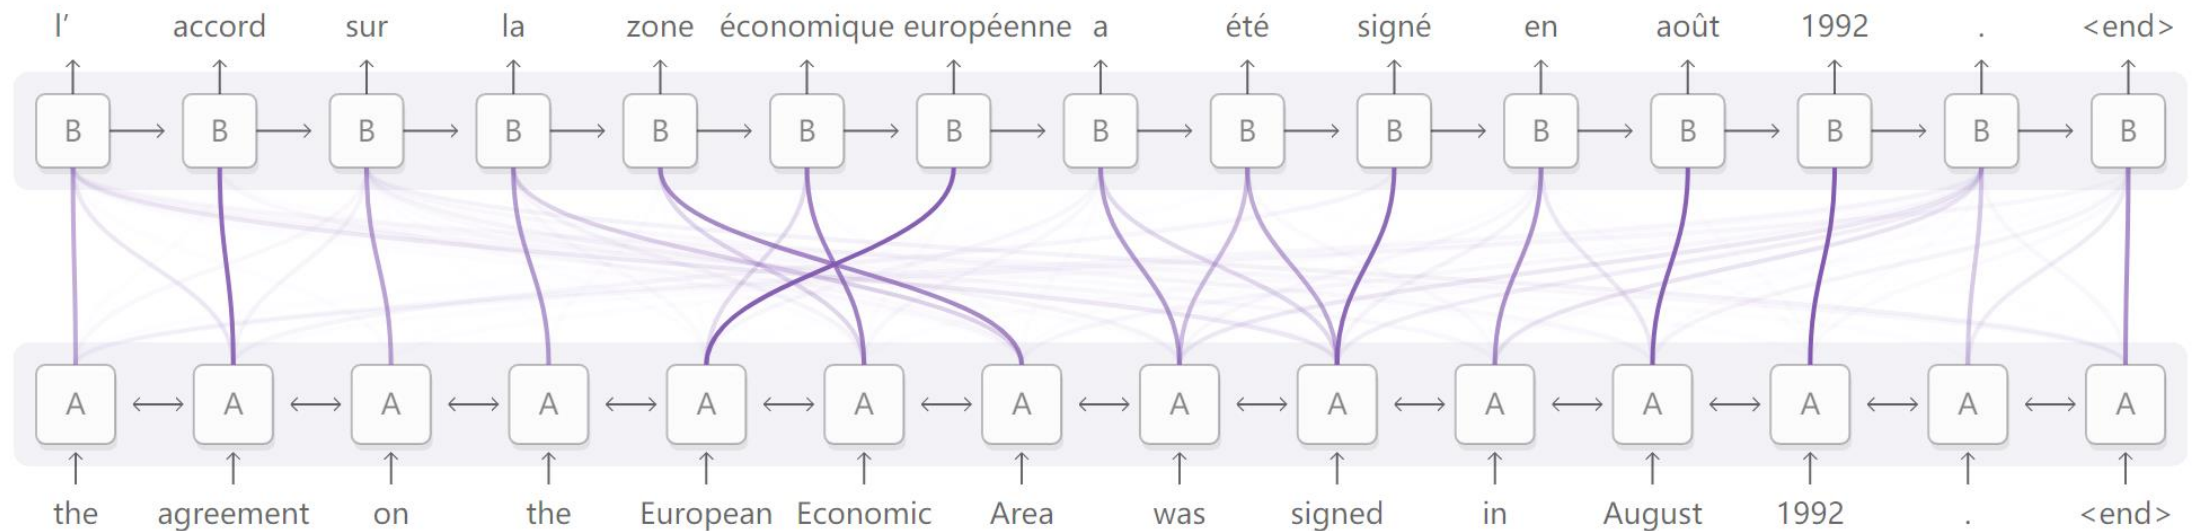 l’ accord sur la zone économique européenne a été signé en août 1992 . <end>
B B B B B B B B B B B B B B B
A A A A A A A A A A A A A A
the agreement on the European Economic Area was signed in August 1992 . <end>